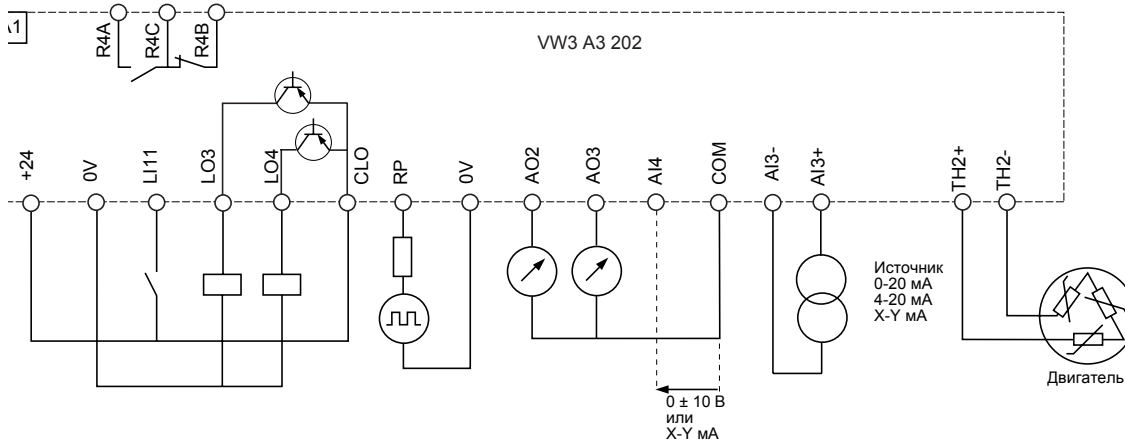 A1
R4A
R4C
R4B
VW3 A3 202
+24
0V
LI11
LO3
LO4
CLO
RP
0V
AO2
AO3
AI4
COM
AI3-
AI3+
TH2+
TH2-
Источник
0-20 мА
4-20 мА
X-Y мА
Двигатель
0 ± 10 В
или
X-Y мА